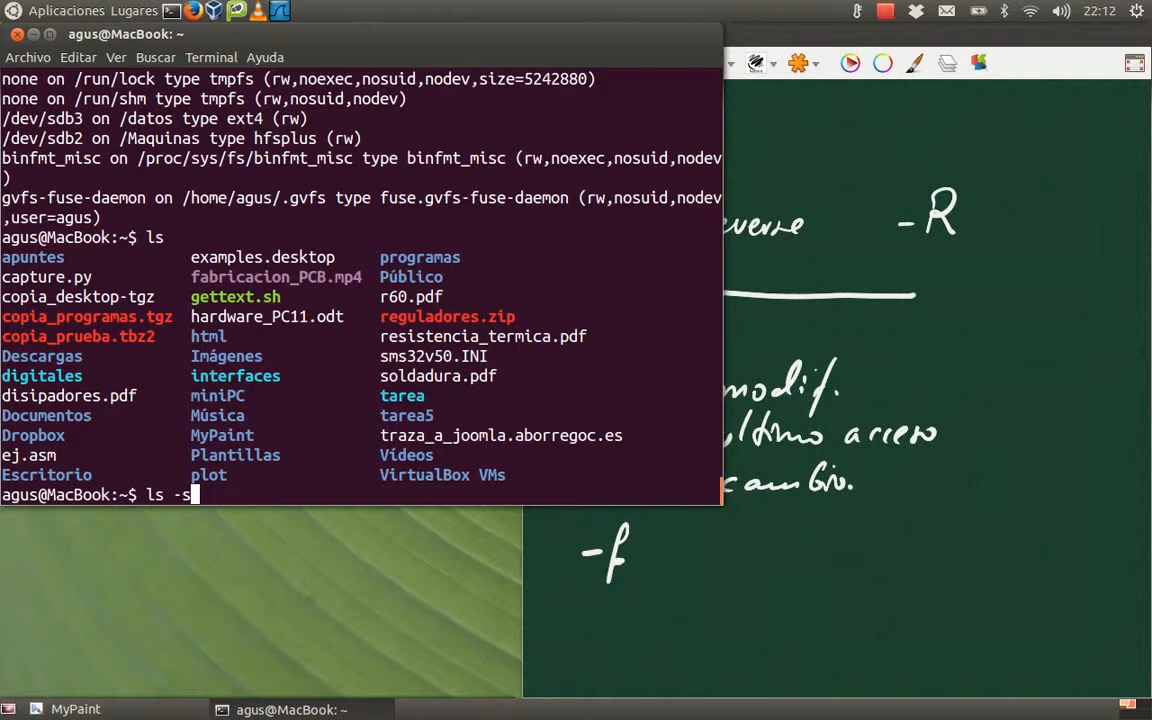 Aplicaciones Lugares
22:12
agus@MacBook: ~
Archivo Editar Ver Buscar Terminal Ayuda
none on /run/lock type tmpfs (rw,noexec,nosuid,nodev,size=5242880)
none on /run/shm type tmpfs (rw,nosuid,nodev)
/dev/sdb3 on /datos type ext4 (rw)
/dev/sdb2 on /Maquinas type hfsplus (rw)
binfmt_misc on /proc/sys/fs/binfmt_misc type binfmt_misc (rw,noexec,nosuid,nodev
)
gvfs-fuse-daemon on /home/agus/.gvfs type fuse.gvfs-fuse-daemon (rw,nosuid,nodev
,user=agus)
agus@MacBook:~$ ls
apuntes examples.desktop programas
capture.py fabricacion_PCB.mp4 Público
copia_desktop-tgz gettext.sh r60.pdf
copia_programas.tgz hardware_PC11.odt reguladores.zip
copia_prueba.tbz2 html resistencia_termica.pdf
Descargas Imágenes sms32v50.INI
digitales interfaces soldadura.pdf
disipadores.pdf miniPC tarea
Documentos Música tarea5
Dropbox MyPaint traza_a_joomla.aborregoc.es
ej.asm Plantillas Vídeos
Escritorio plot VirtualBox VMs
agus@MacBook:~$ ls -s
everse -R
modif.
ltimo acceso
cambio.
MyPaint
agus@MacBook: ~